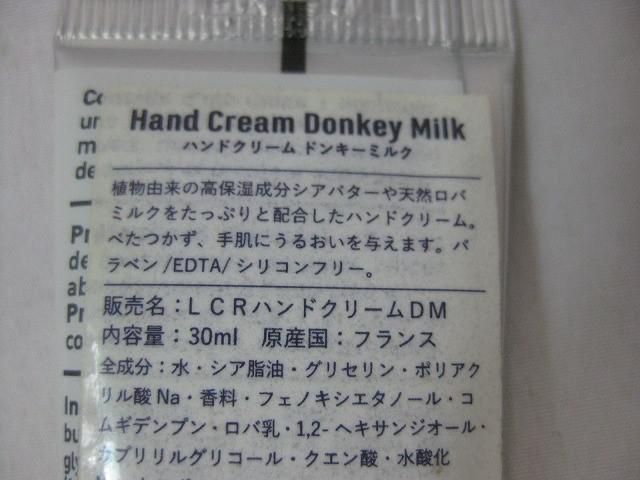 Hand Cream Donkey Milk
ハンドクリーム ドンキーミルク
植物由来の高保湿成分シアバターや天然ロバ
ミルクをたっぷりと配合したハンドクリーム。
べたつかず、手肌にうるおいを与えます。パ
ラベン/EDTA/シリコンフリー。
販売名：ＬＣＲハンドクリームＤＭ
内容量：30ml 原産国：フランス
全成分：水・シア脂油・グリセリン・ポリアク
リル酸Na・香料・フェノキシエタノール・コ
ムギデンプン・ロバ乳・1,2-ヘキサンジオール・
カプリリルグリコール・クエン酸・水酸化